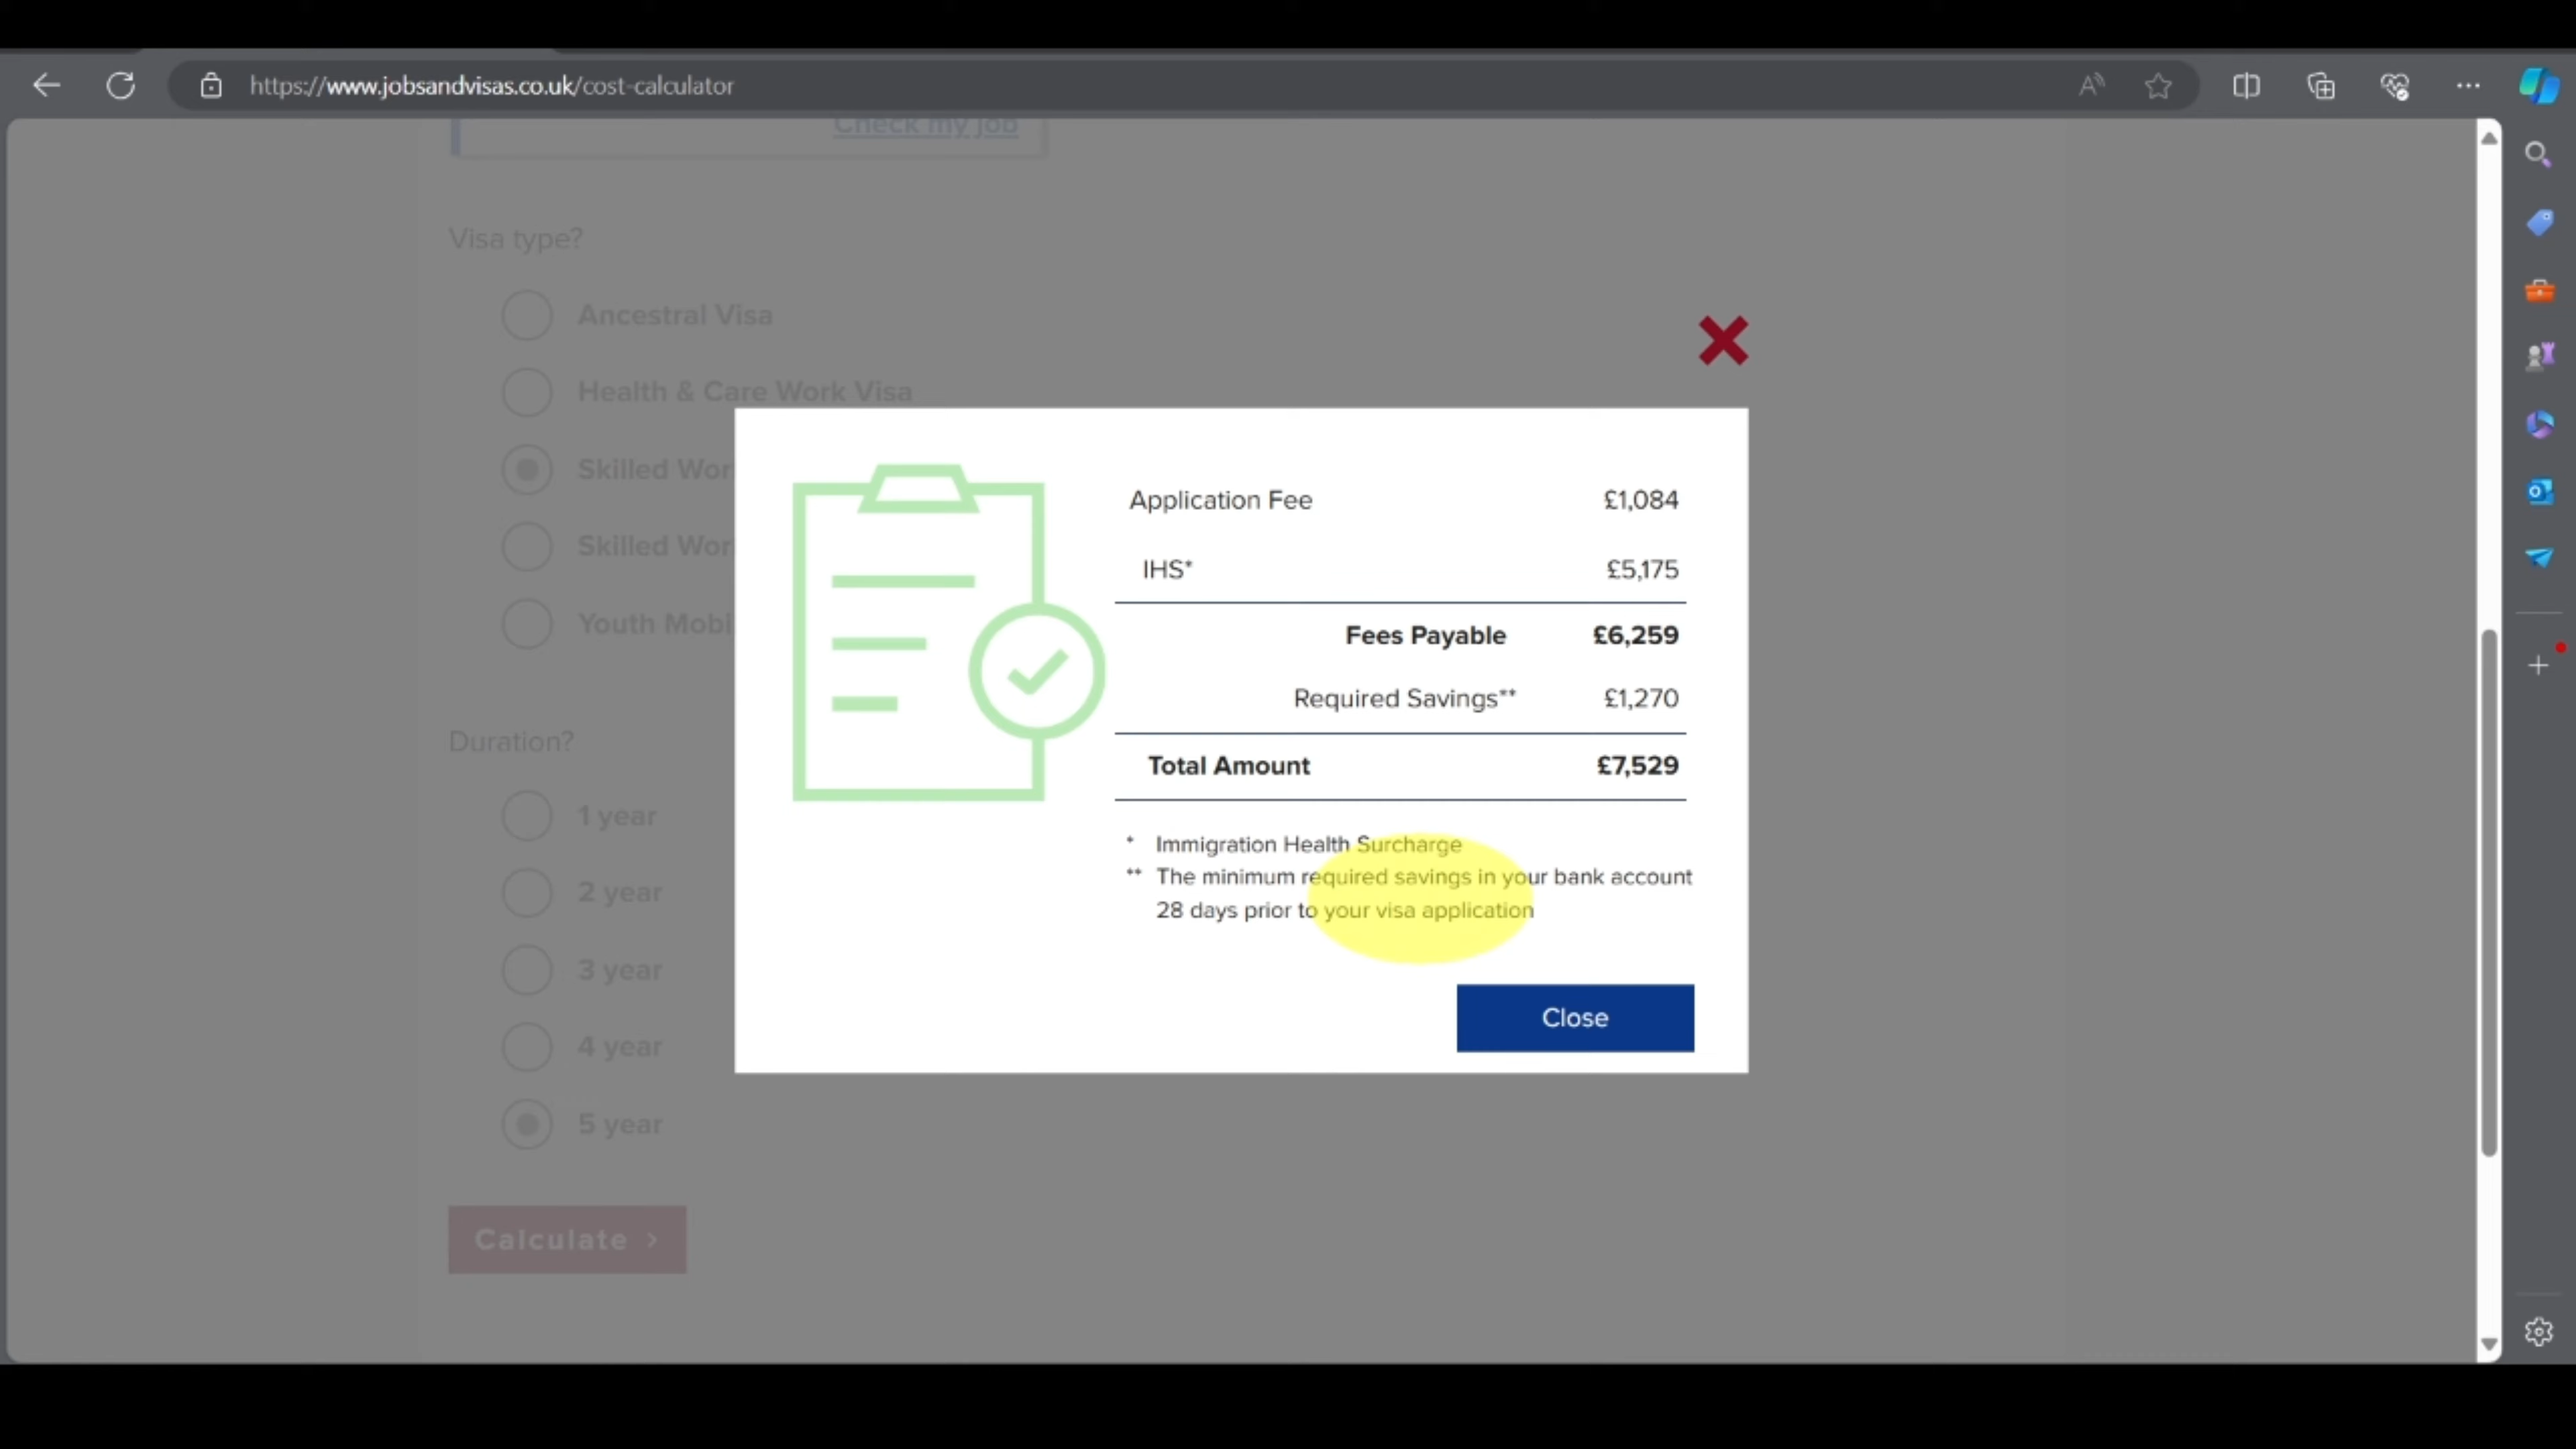 https://www.jobsandvisas.co.uk/cost-calculator
Check my job
Visa type?
Ancestral Visa
Health & Care Work Visa
Skilled Wor
Skilled Wor
Youth Mobi
Application Fee £1,084
IHS* £5,175
Fees Payable £6,259
Required Savings** £1,270
Total Amount £7,529
* Immigration Health Surcharge
** The minimum required savings in your bank account
28 days prior to your visa application
Close
Duration?
1 year
2 year
3 year
4 year
5 year
Calculate >